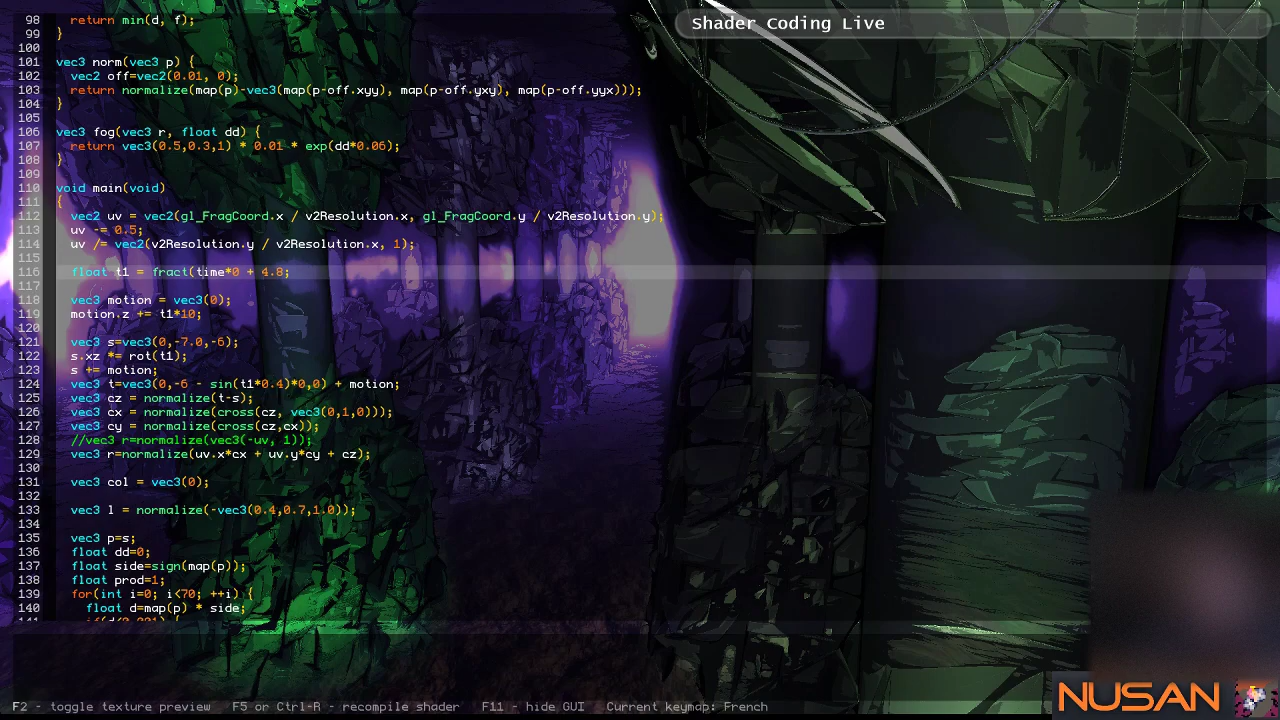 Shader Coding Live
98 return min(d, f);
99 }
100
101 vec3 norm(vec3 p) {
102 vec2 off=vec2(0.01, 0);
103 return normalize(map(p)-vec3(map(p-off.xyy), map(p-off.yxy), map(p-off.yyx)));
104 }
105
106 vec3 fog(vec3 r, float dd) {
107 return vec3(0.5,0.3,1) * 0.01 * exp(dd*0.06);
108 }
109
110 void main(void)
111 {
112 vec2 uv = vec2(gl_FragCoord.x / v2Resolution.x, gl_FragCoord.y / v2Resolution.y);
113 uv -= 0.5;
114 uv /= vec2(v2Resolution.y / v2Resolution.x, 1);
115
116 float t1 = fract(time*0 + 4.8;
117
118 vec3 motion = vec3(0);
119 motion.z += t1*10;
120
121 vec3 s=vec3(0,-7.0,-6);
122 s.xz *= rot(t1);
123 s += motion;
124 vec3 t=vec3(0,-6 - sin(t1*0.4)*0,0) + motion;
125 vec3 cz = normalize(t-s);
126 vec3 cx = normalize(cross(cz, vec3(0,1,0)));
127 vec3 cy = normalize(cross(cz,cx));
128 //vec3 r=normalize(vec3(-uv, 1));
129 vec3 r=normalize(uv.x*cx + uv.y*cy + cz);
130
131 vec3 col = vec3(0);
132
133 vec3 l = normalize(-vec3(0.4,0.7,1.0));
134
135 vec3 p=s;
136 float dd=0;
137 float side=sign(map(p));
138 float prod=1;
139 for(int i=0; i<70; ++i) {
140 float d=map(p) * side;
F2 - toggle texture preview F5 or Ctrl-R - recompile shader F11 - hide GUI Current keymap: French
NUSAN